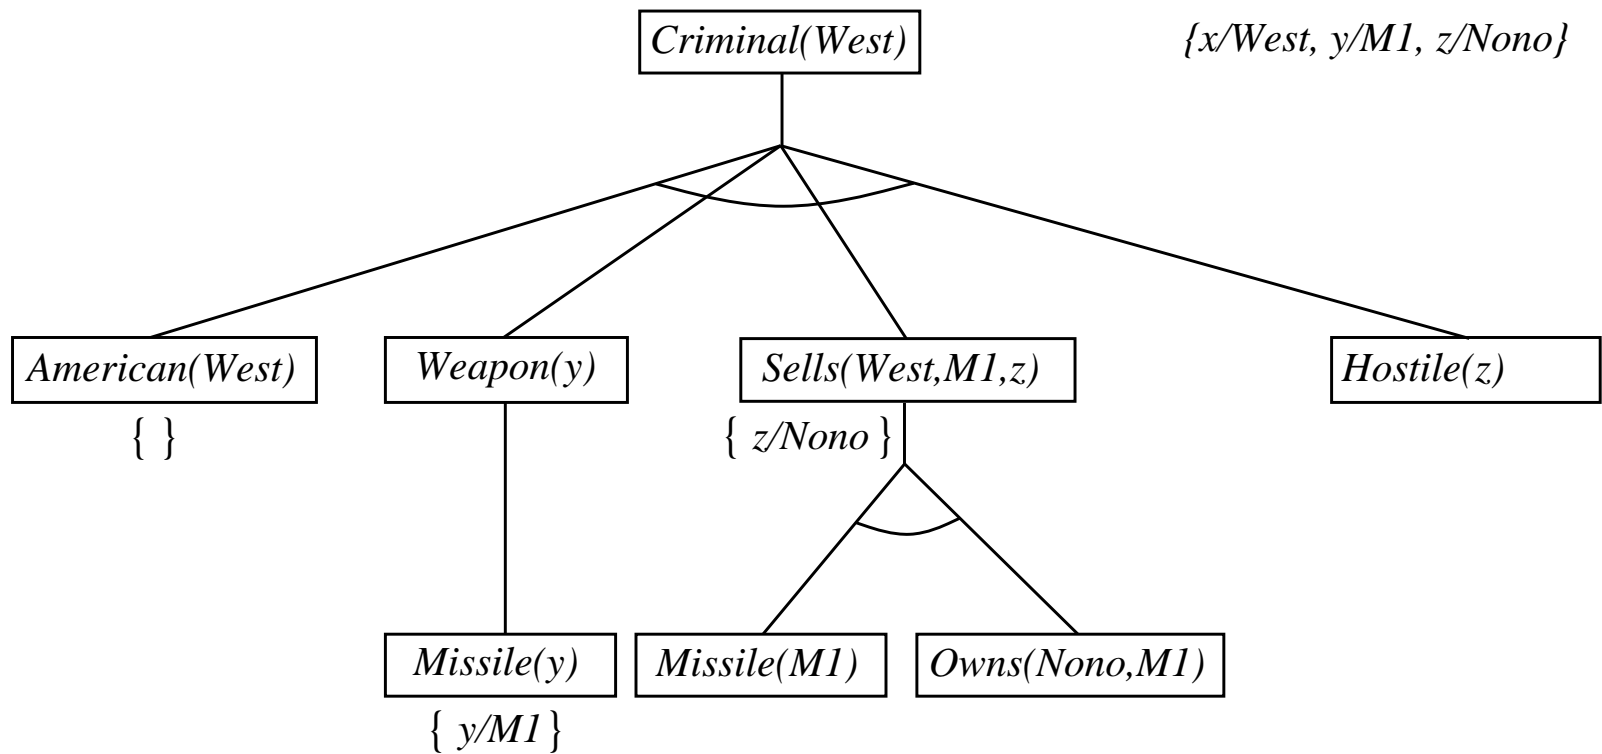 Criminal(West)
{x/West, y/M1, z/Nono}
American(West)
Weapon(y)
Sells(West,M1,z)
Hostile(z)
{ }
{ z/Nono }
Missile(y)
Missile(M1)
Owns(Nono,M1)
{ y/M1 }